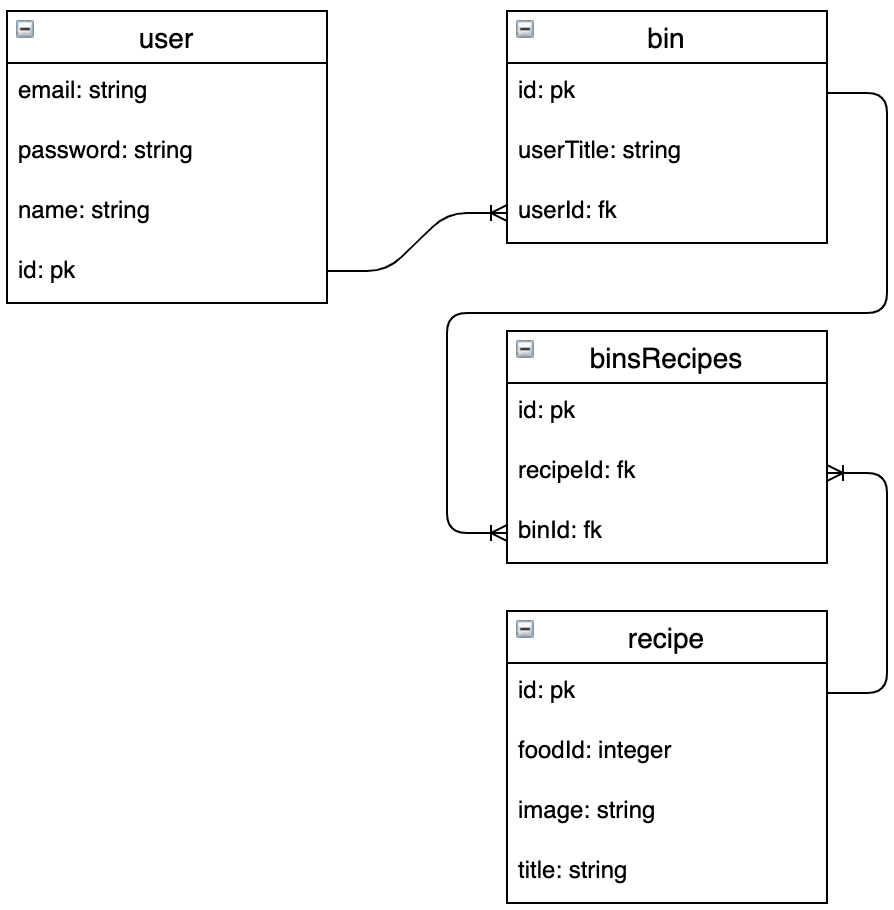 user
email: string
password: string
name: string
id: pk
bin
id: pk
userTitle: string
userId: fk
binsRecipes
id: pk
recipeId: fk
binId: fk
recipe
id: pk
foodId: integer
image: string
title: string